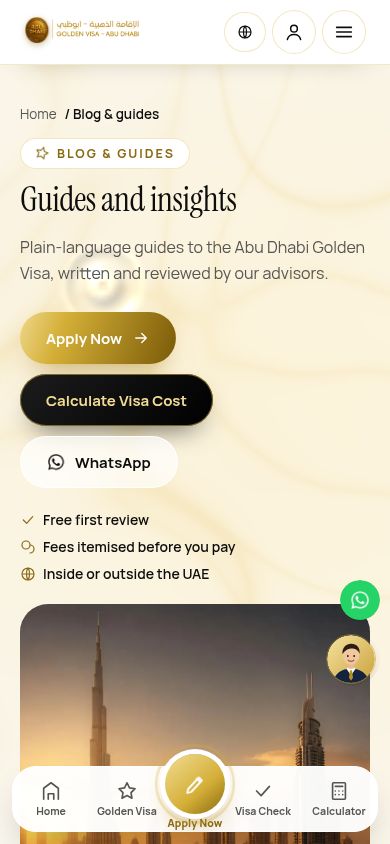 الإقامة الذهبية - أبوظبي
GOLDEN VISA - ABU DHABI
Home / Blog & guides
BLOG & GUIDES
Guides and insights
Plain-language guides to the Abu Dhabi Golden
Visa, written and reviewed by our advisors.
Apply Now
Calculate Visa Cost
WhatsApp
Free first review
Fees itemised before you pay
Inside or outside the UAE
Home
Golden Visa
Apply Now
Visa Check
Calculator